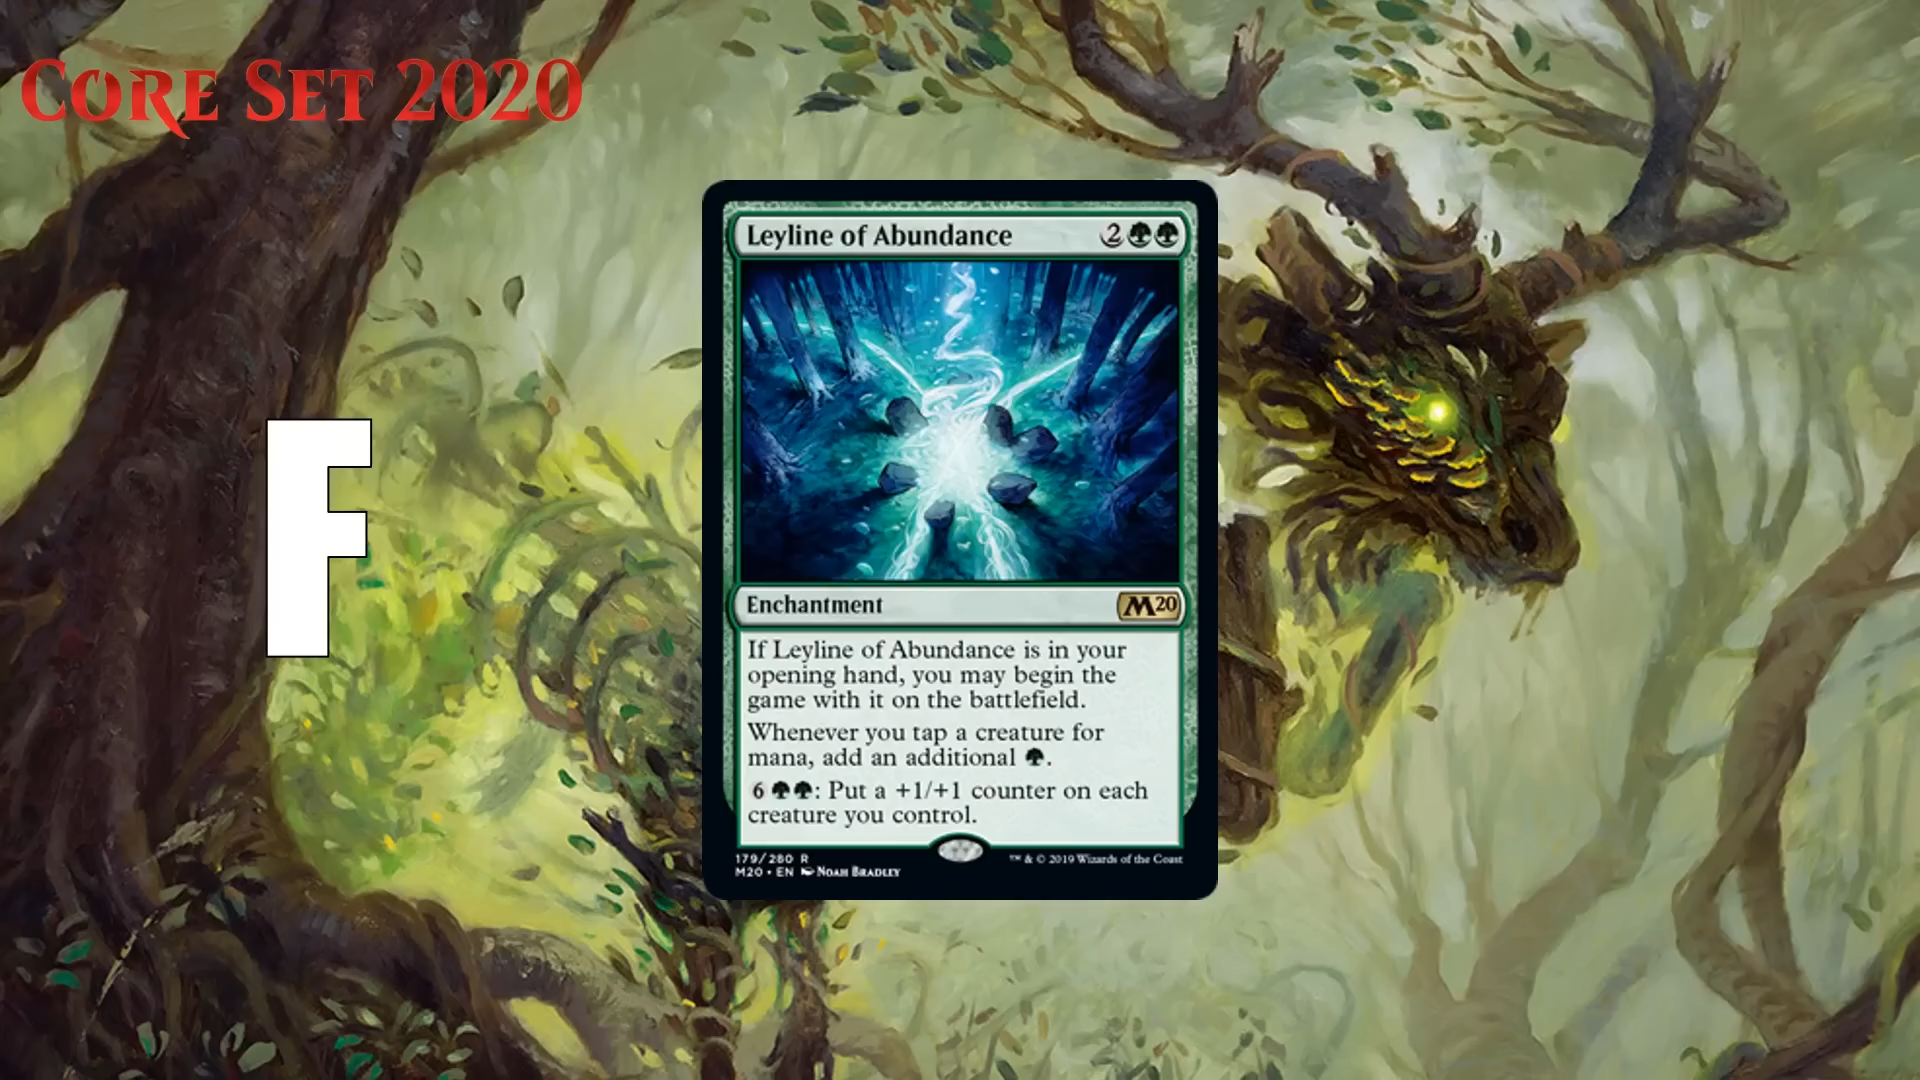 Core Set 2020
F
Leyline of Abundance 2
Enchantment M20
If Leyline of Abundance is in your
opening hand, you may begin the
game with it on the battlefield.
Whenever you tap a creature for
mana, add an additional .
6 : Put a +1/+1 counter on each
creature you control.
179/280 R ™ & © 2019 Wizards of the Coast
M20 • EN Noah Bradley